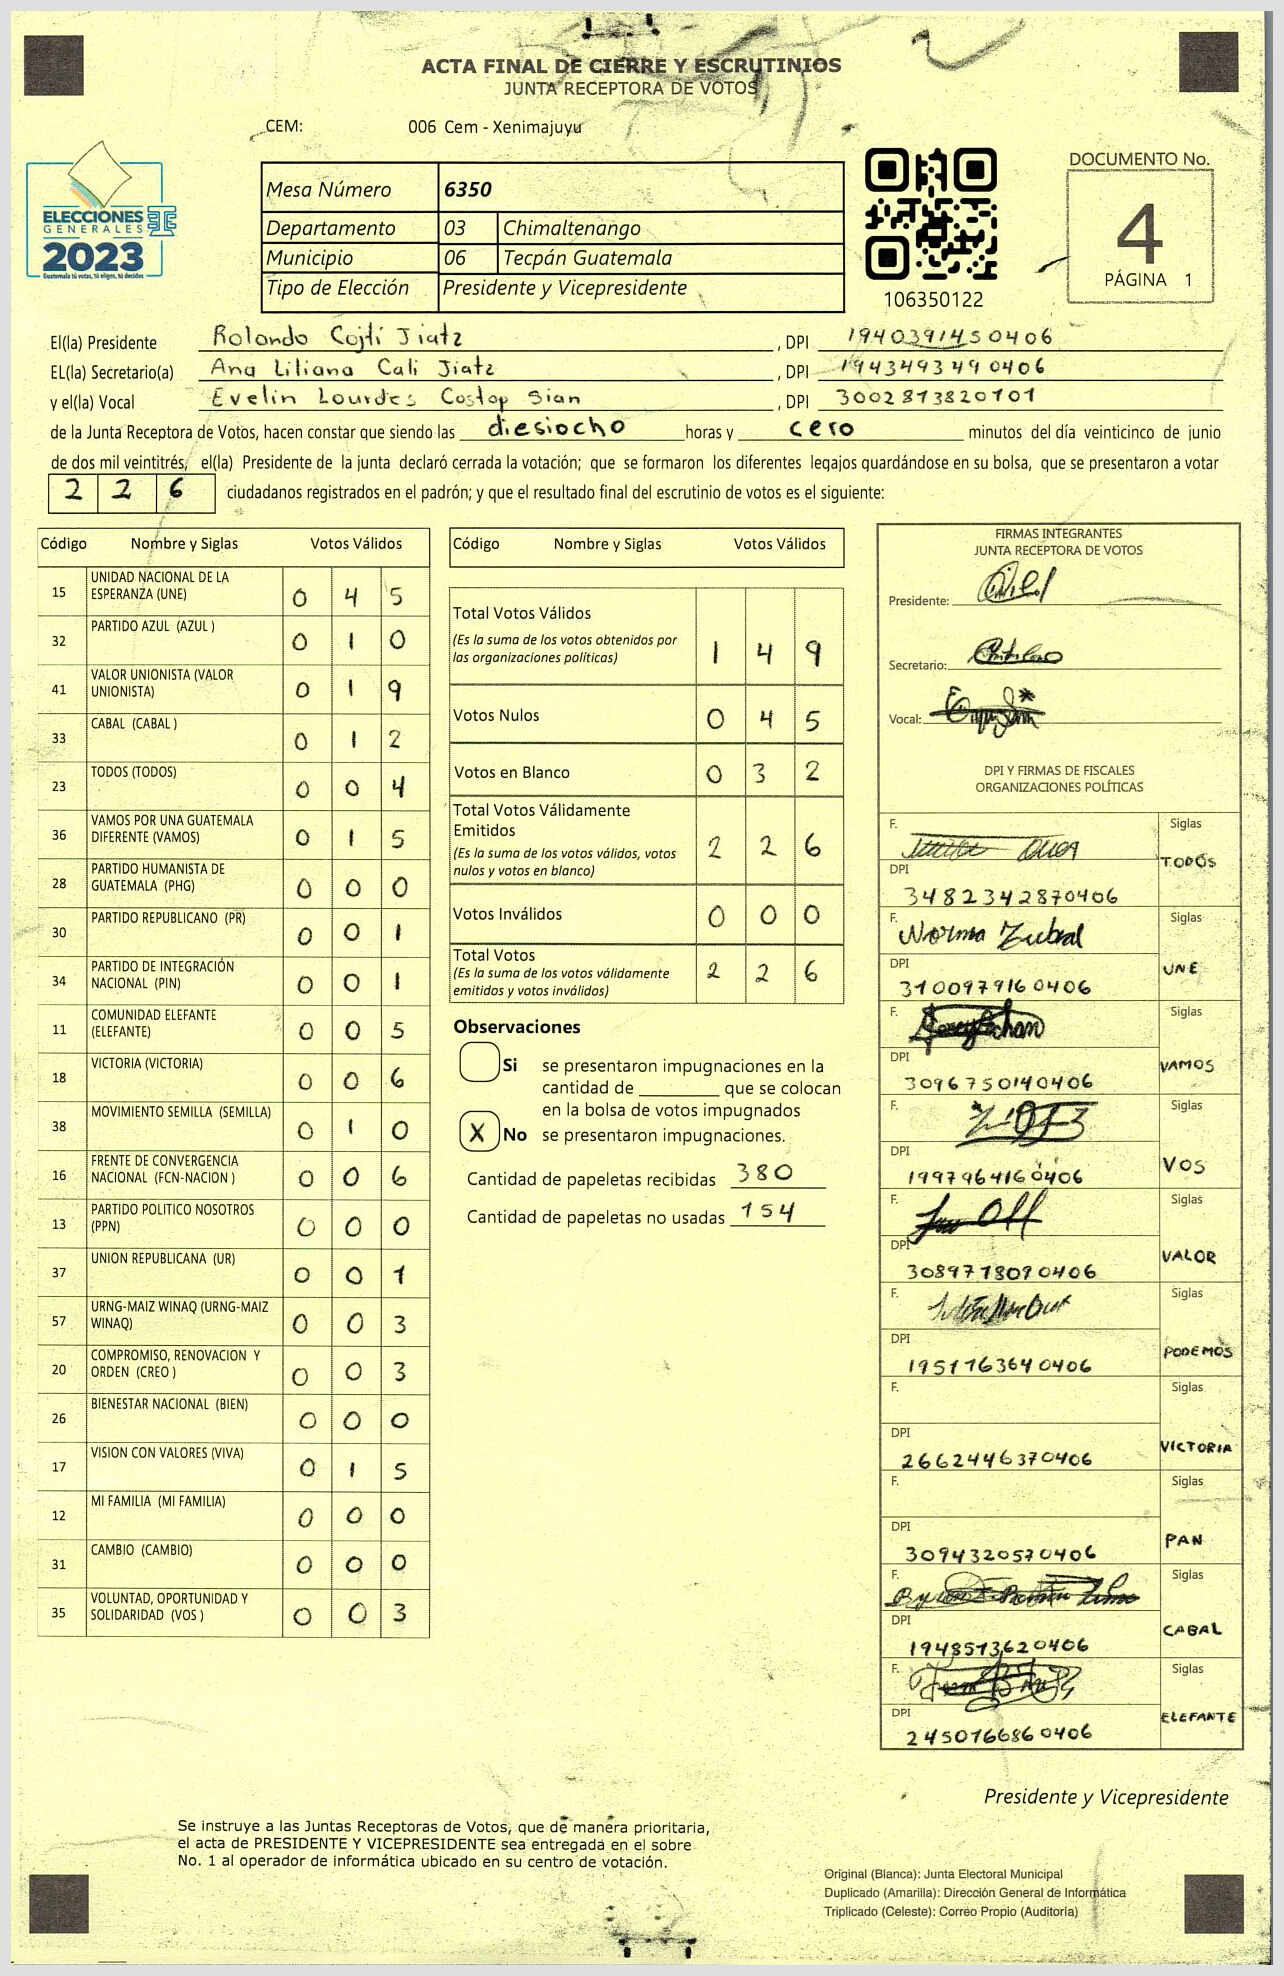 ACTA FINAL DE CIERRE Y ESCRUTINIOS
JUNTA RECEPTORA DE VOTOS
CEM: 006 Cem - Xenimajuyu
ELECCIONES
GENERALES
2023
Guatemala tú votas, tú eliges, tú decides
Mesa Número 6350
Departamento 03 Chimaltenango
Municipio 06 Tecpán Guatemala
Tipo de Elección Presidente y Vicepresidente
106350122
DOCUMENTO No.
4
PÁGINA 1
El(la) Presidente Rolando Cojtí Jiatz , DPI 1940391450406
EL(la) Secretario(a) Ana Liliana Cali Jiatz , DPI 1943493490406
y el(la) Vocal Evelin Lourdes Costop Sian , DPI 3002813820101
de la Junta Receptora de Votos, hacen constar que siendo las diesiocho horas y cero minutos del día veinticinco de junio
de dos mil veintitrés, el(la) Presidente de la junta declaró cerrada la votación; que se formaron los diferentes legajos guardándose en su bolsa, que se presentaron a votar
2 2 6 ciudadanos registrados en el padrón; y que el resultado final del escrutinio de votos es el siguiente:
Código Nombre y Siglas Votos Válidos
15 UNIDAD NACIONAL DE LA ESPERANZA (UNE) 0 4 5
32 PARTIDO AZUL (AZUL ) 0 1 0
41 VALOR UNIONISTA (VALOR UNIONISTA) 0 1 9
33 CABAL (CABAL ) 0 1 2
23 TODOS (TODOS) 0 0 4
36 VAMOS POR UNA GUATEMALA DIFERENTE (VAMOS) 0 1 5
28 PARTIDO HUMANISTA DE GUATEMALA (PHG) 0 0 0
30 PARTIDO REPUBLICANO (PR) 0 0 1
34 PARTIDO DE INTEGRACIÓN NACIONAL (PIN) 0 0 1
11 COMUNIDAD ELEFANTE (ELEFANTE) 0 0 5
18 VICTORIA (VICTORIA) 0 0 6
38 MOVIMIENTO SEMILLA (SEMILLA) 0 1 0
16 FRENTE DE CONVERGENCIA NACIONAL (FCN-NACION ) 0 0 6
13 PARTIDO POLITICO NOSOTROS (PPN) 0 0 0
37 UNION REPUBLICANA (UR) 0 0 1
57 URNG-MAIZ WINAQ (URNG-MAIZ WINAQ) 0 0 3
20 COMPROMISO, RENOVACION Y ORDEN (CREO ) 0 0 3
26 BIENESTAR NACIONAL (BIEN) 0 0 0
17 VISION CON VALORES (VIVA) 0 1 5
12 MI FAMILIA (MI FAMILIA) 0 0 0
31 CAMBIO (CAMBIO) 0 0 0
35 VOLUNTAD, OPORTUNIDAD Y SOLIDARIDAD (VOS ) 0 0 3
Código Nombre y Siglas Votos Válidos
Total Votos Válidos 1 4 9
(Es la suma de los votos obtenidos por
las organizaciones políticas)
Votos Nulos 0 4 5
Votos en Blanco 0 3 2
Total Votos Válidamente
Emitidos 2 2 6
(Es la suma de los votos válidos, votos
nulos y votos en blanco)
Votos Inválidos 0 0 0
Total Votos 2 2 6
(Es la suma de los votos válidamente
emitidos y votos inválidos)
Observaciones
Si se presentaron impugnaciones en la
cantidad de ________ que se colocan
en la bolsa de votos impugnados
X No se presentaron impugnaciones.
Cantidad de papeletas recibidas 380
Cantidad de papeletas no usadas 154
FIRMAS INTEGRANTES
JUNTA RECEPTORA DE VOTOS
Presidente:
Secretario:
Vocal:
DPI Y FIRMAS DE FISCALES
ORGANIZACIONES POLÍTICAS
F. Siglas
TODOS
DPI
3482342870406
F. Norma Siglas
UNE
DPI
3100979160406
F. Siglas
VAMOS
DPI
3096750140406
F. Siglas
VOS
DPI
1997964160406
F. Siglas
VALOR
DPI
3089778090406
F. Siglas
PODEMOS
DPI
1951763640406
F. Siglas
VICTORIA
DPI
2662446370406
F. Siglas
PAN
DPI
3094320570406
F. Siglas
CABAL
DPI
1948573620406
F. Siglas
ELEFANTE
DPI
2450766860406
Presidente y Vicepresidente
Se instruye a las Juntas Receptoras de Votos, que de manera prioritaria,
el acta de PRESIDENTE Y VICEPRESIDENTE sea entregada en el sobre
No. 1 al operador de informática ubicado en su centro de votación.
Original (Blanca): Junta Electoral Municipal
Duplicado (Amarilla): Dirección General de Informática
Triplicado (Celeste): Correo Propio (Auditoría)